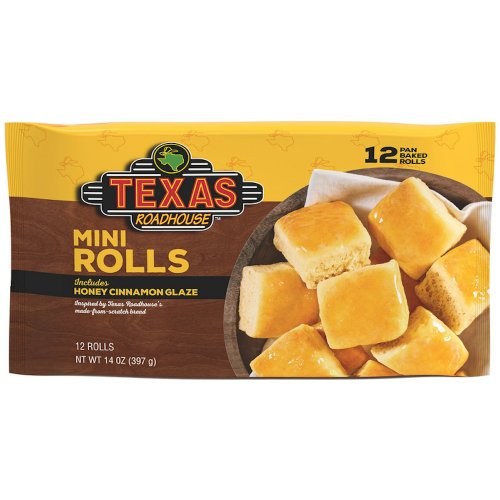 TEXAS
ROADHOUSE™
MINI
ROLLS
Includes
HONEY CINNAMON GLAZE
Inspired by Texas Roadhouse's
made-from-scratch bread
12 ROLLS
NET WT 14 OZ (397 g)
12 PAN
BAKED
ROLLS